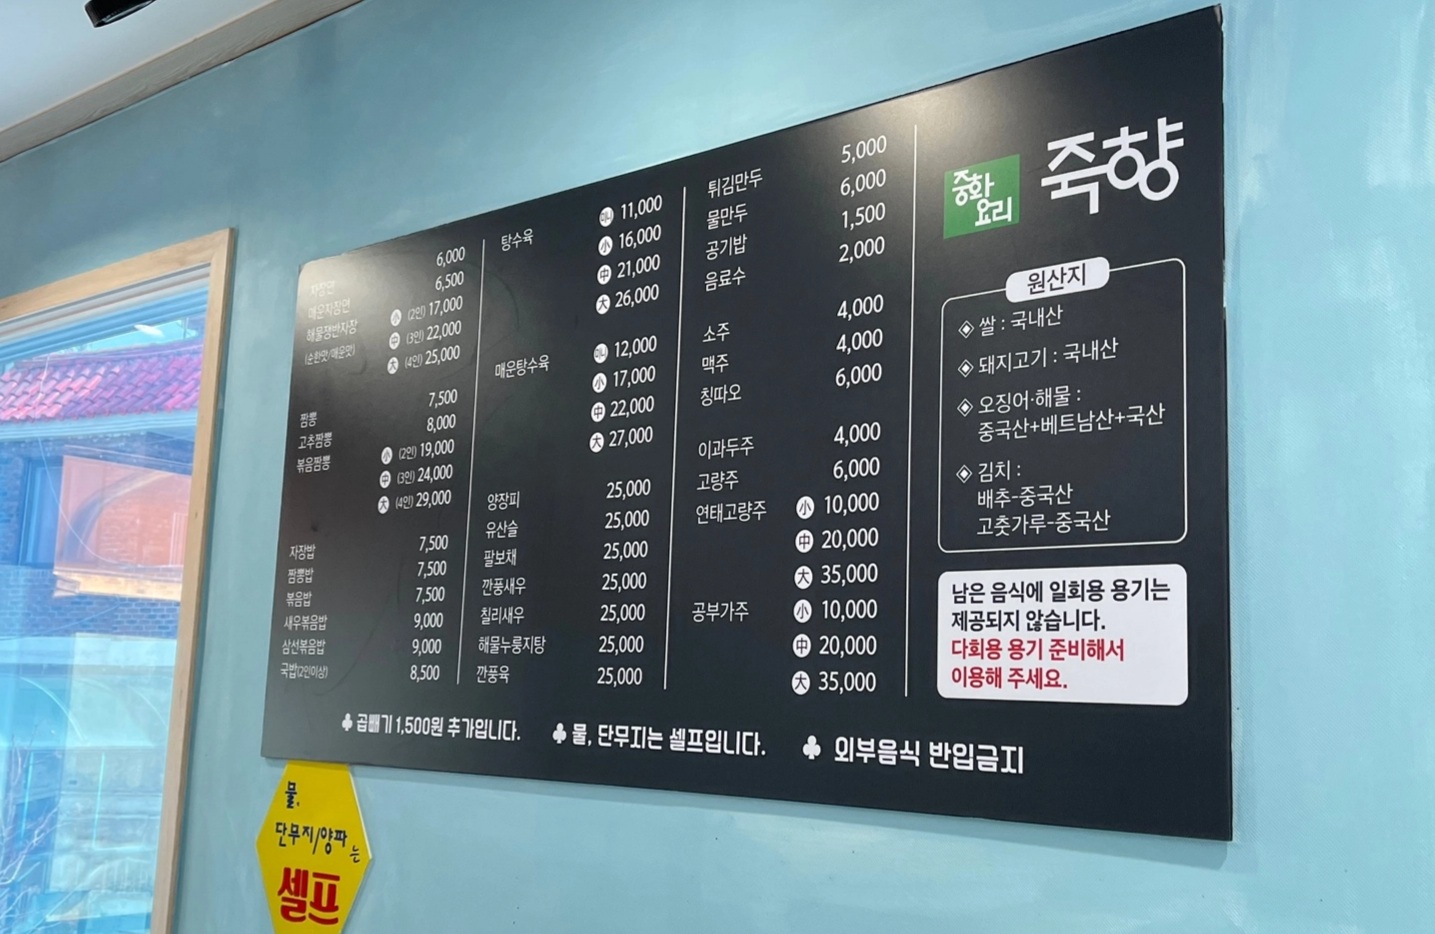 자장면 6,000
매운자장면 6,500
해물쟁반자장 小 (2인) 17,000
(순한맛/매운맛) 中 (3인) 22,000
大 (4인) 25,000
짬뽕 7,500
고추짬뽕 8,000
볶음짬뽕 小 (2인) 19,000
中 (3인) 24,000
大 (4인) 29,000
자장밥 7,500
짬뽕밥 7,500
볶음밥 7,500
새우볶음밥 9,000
삼선볶음밥 9,000
국밥(2인이상) 8,500
탕수육 미니 11,000
小 16,000
中 21,000
大 26,000
매운탕수육 미니 12,000
小 17,000
中 22,000
大 27,000
양장피 25,000
유산슬 25,000
팔보채 25,000
깐풍새우 25,000
칠리새우 25,000
해물누룽지탕 25,000
깐풍육 25,000
튀김만두 5,000
물만두 6,000
공기밥 1,500
음료수 2,000
소주 4,000
맥주 4,000
칭따오 6,000
이과두주 4,000
고량주 6,000
연태고량주 小 10,000
中 20,000
大 35,000
공부가주 小 10,000
中 20,000
大 35,000
중화
요리
죽향
원산지
◈ 쌀 : 국내산
◈ 돼지고기 : 국내산
◈ 오징어·해물 :
중국산+베트남산+국산
◈ 김치 :
배추-중국산
고춧가루-중국산
남은 음식에 일회용 용기는
제공되지 않습니다.
다회용 용기 준비해서
이용해 주세요.
♣ 곱빼기 1,500원 추가입니다. ♣ 물, 단무지는 셀프입니다. ♣ 외부음식 반입금지
물,
단무지/양파는
셀프